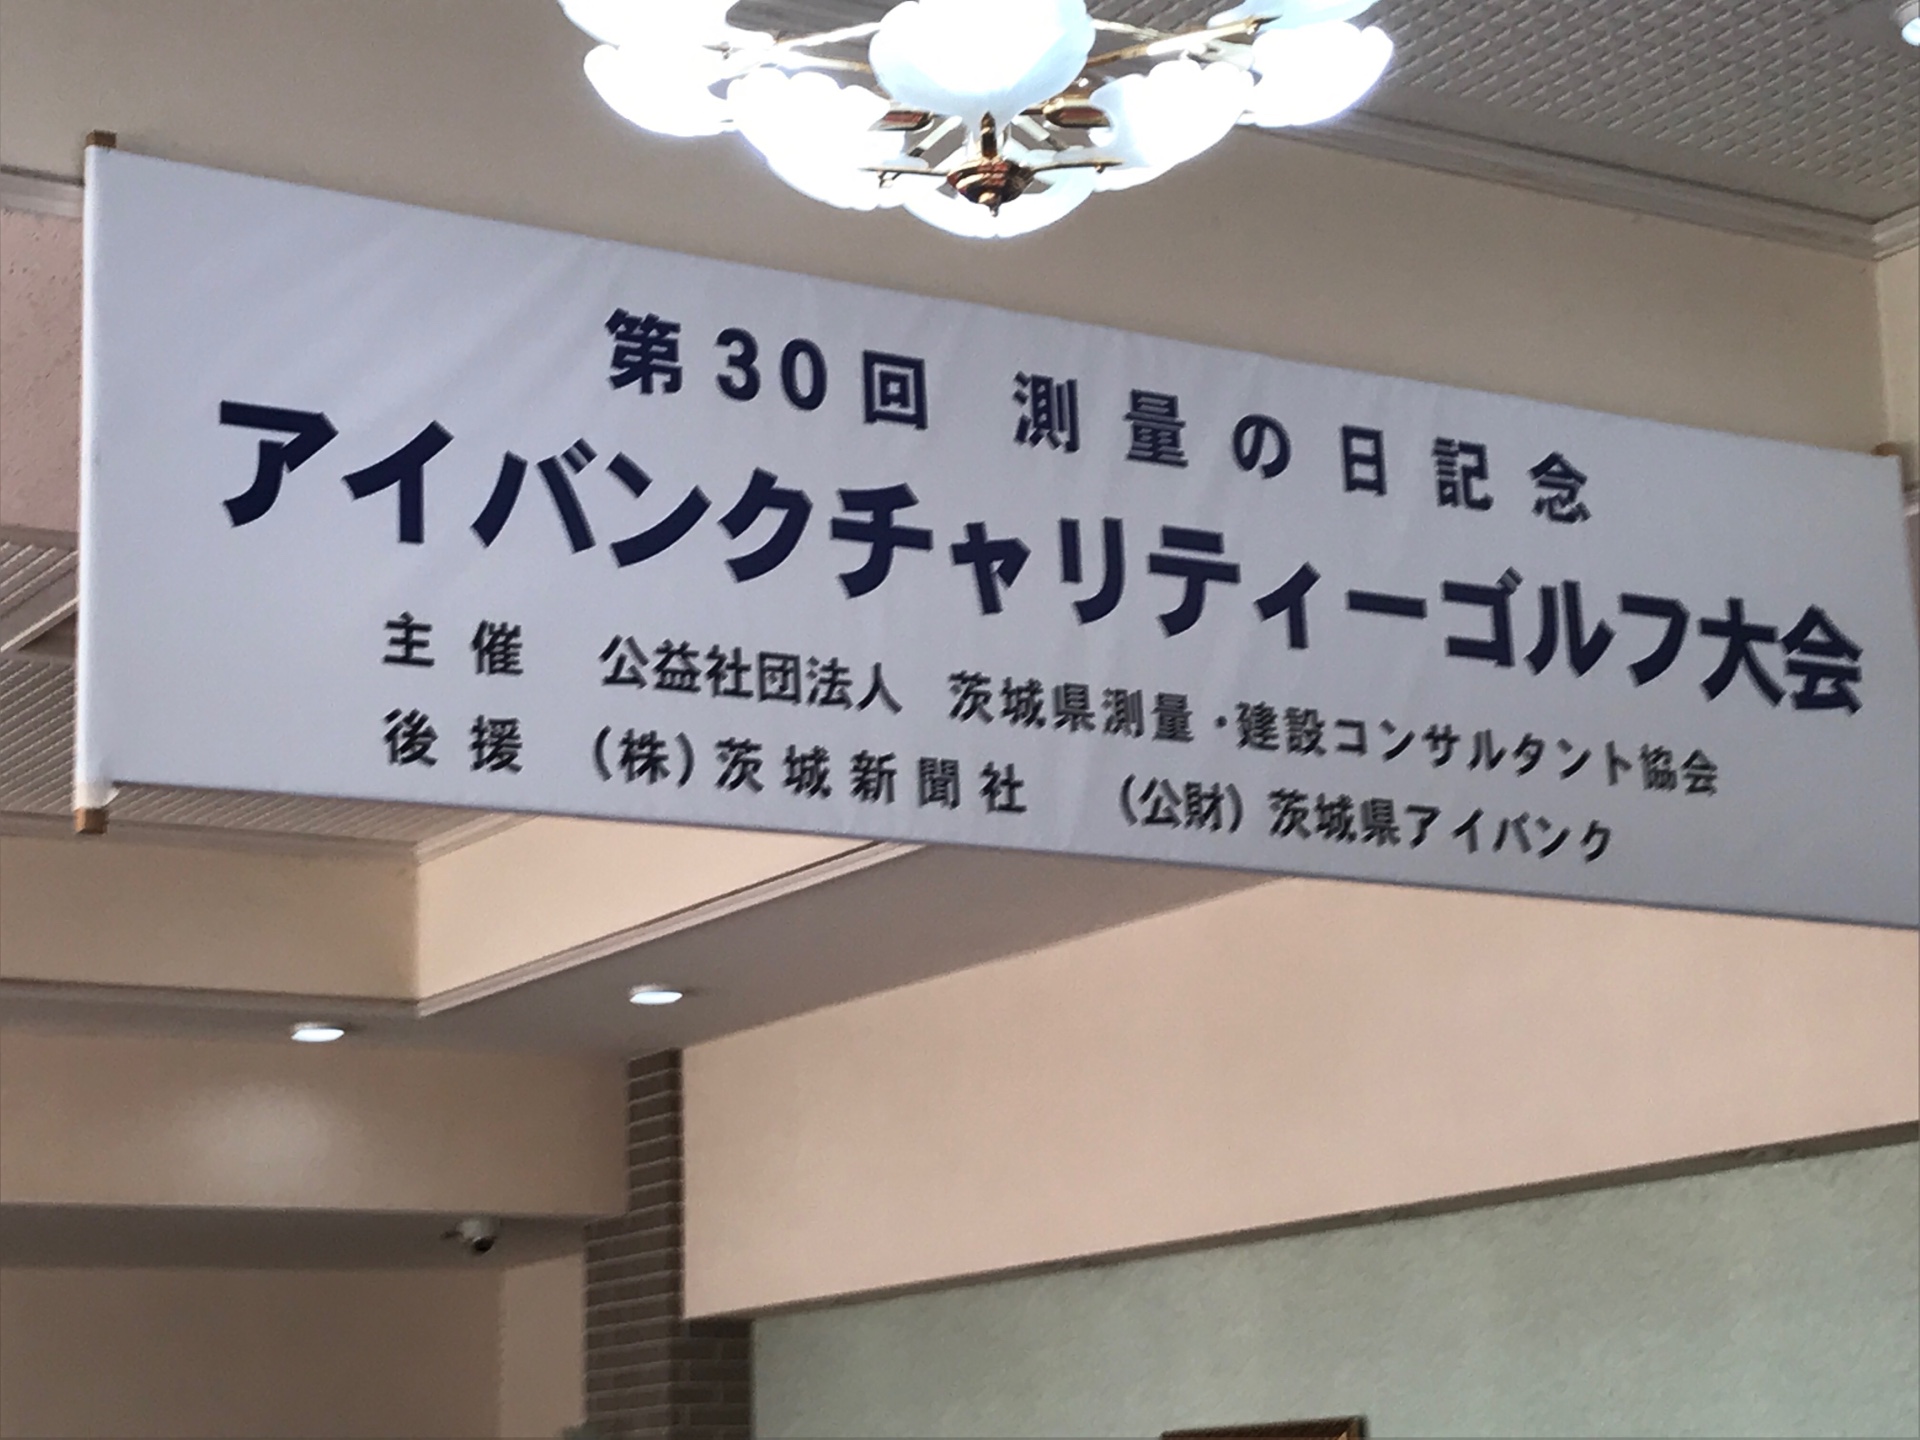 第30回 測量の日記念
アイバンクチャリティーゴルフ大会
主催 公益社団法人 茨城県測量・建設コンサルタント協会
後援 (株)茨城新聞社 (公財)茨城県アイバンク